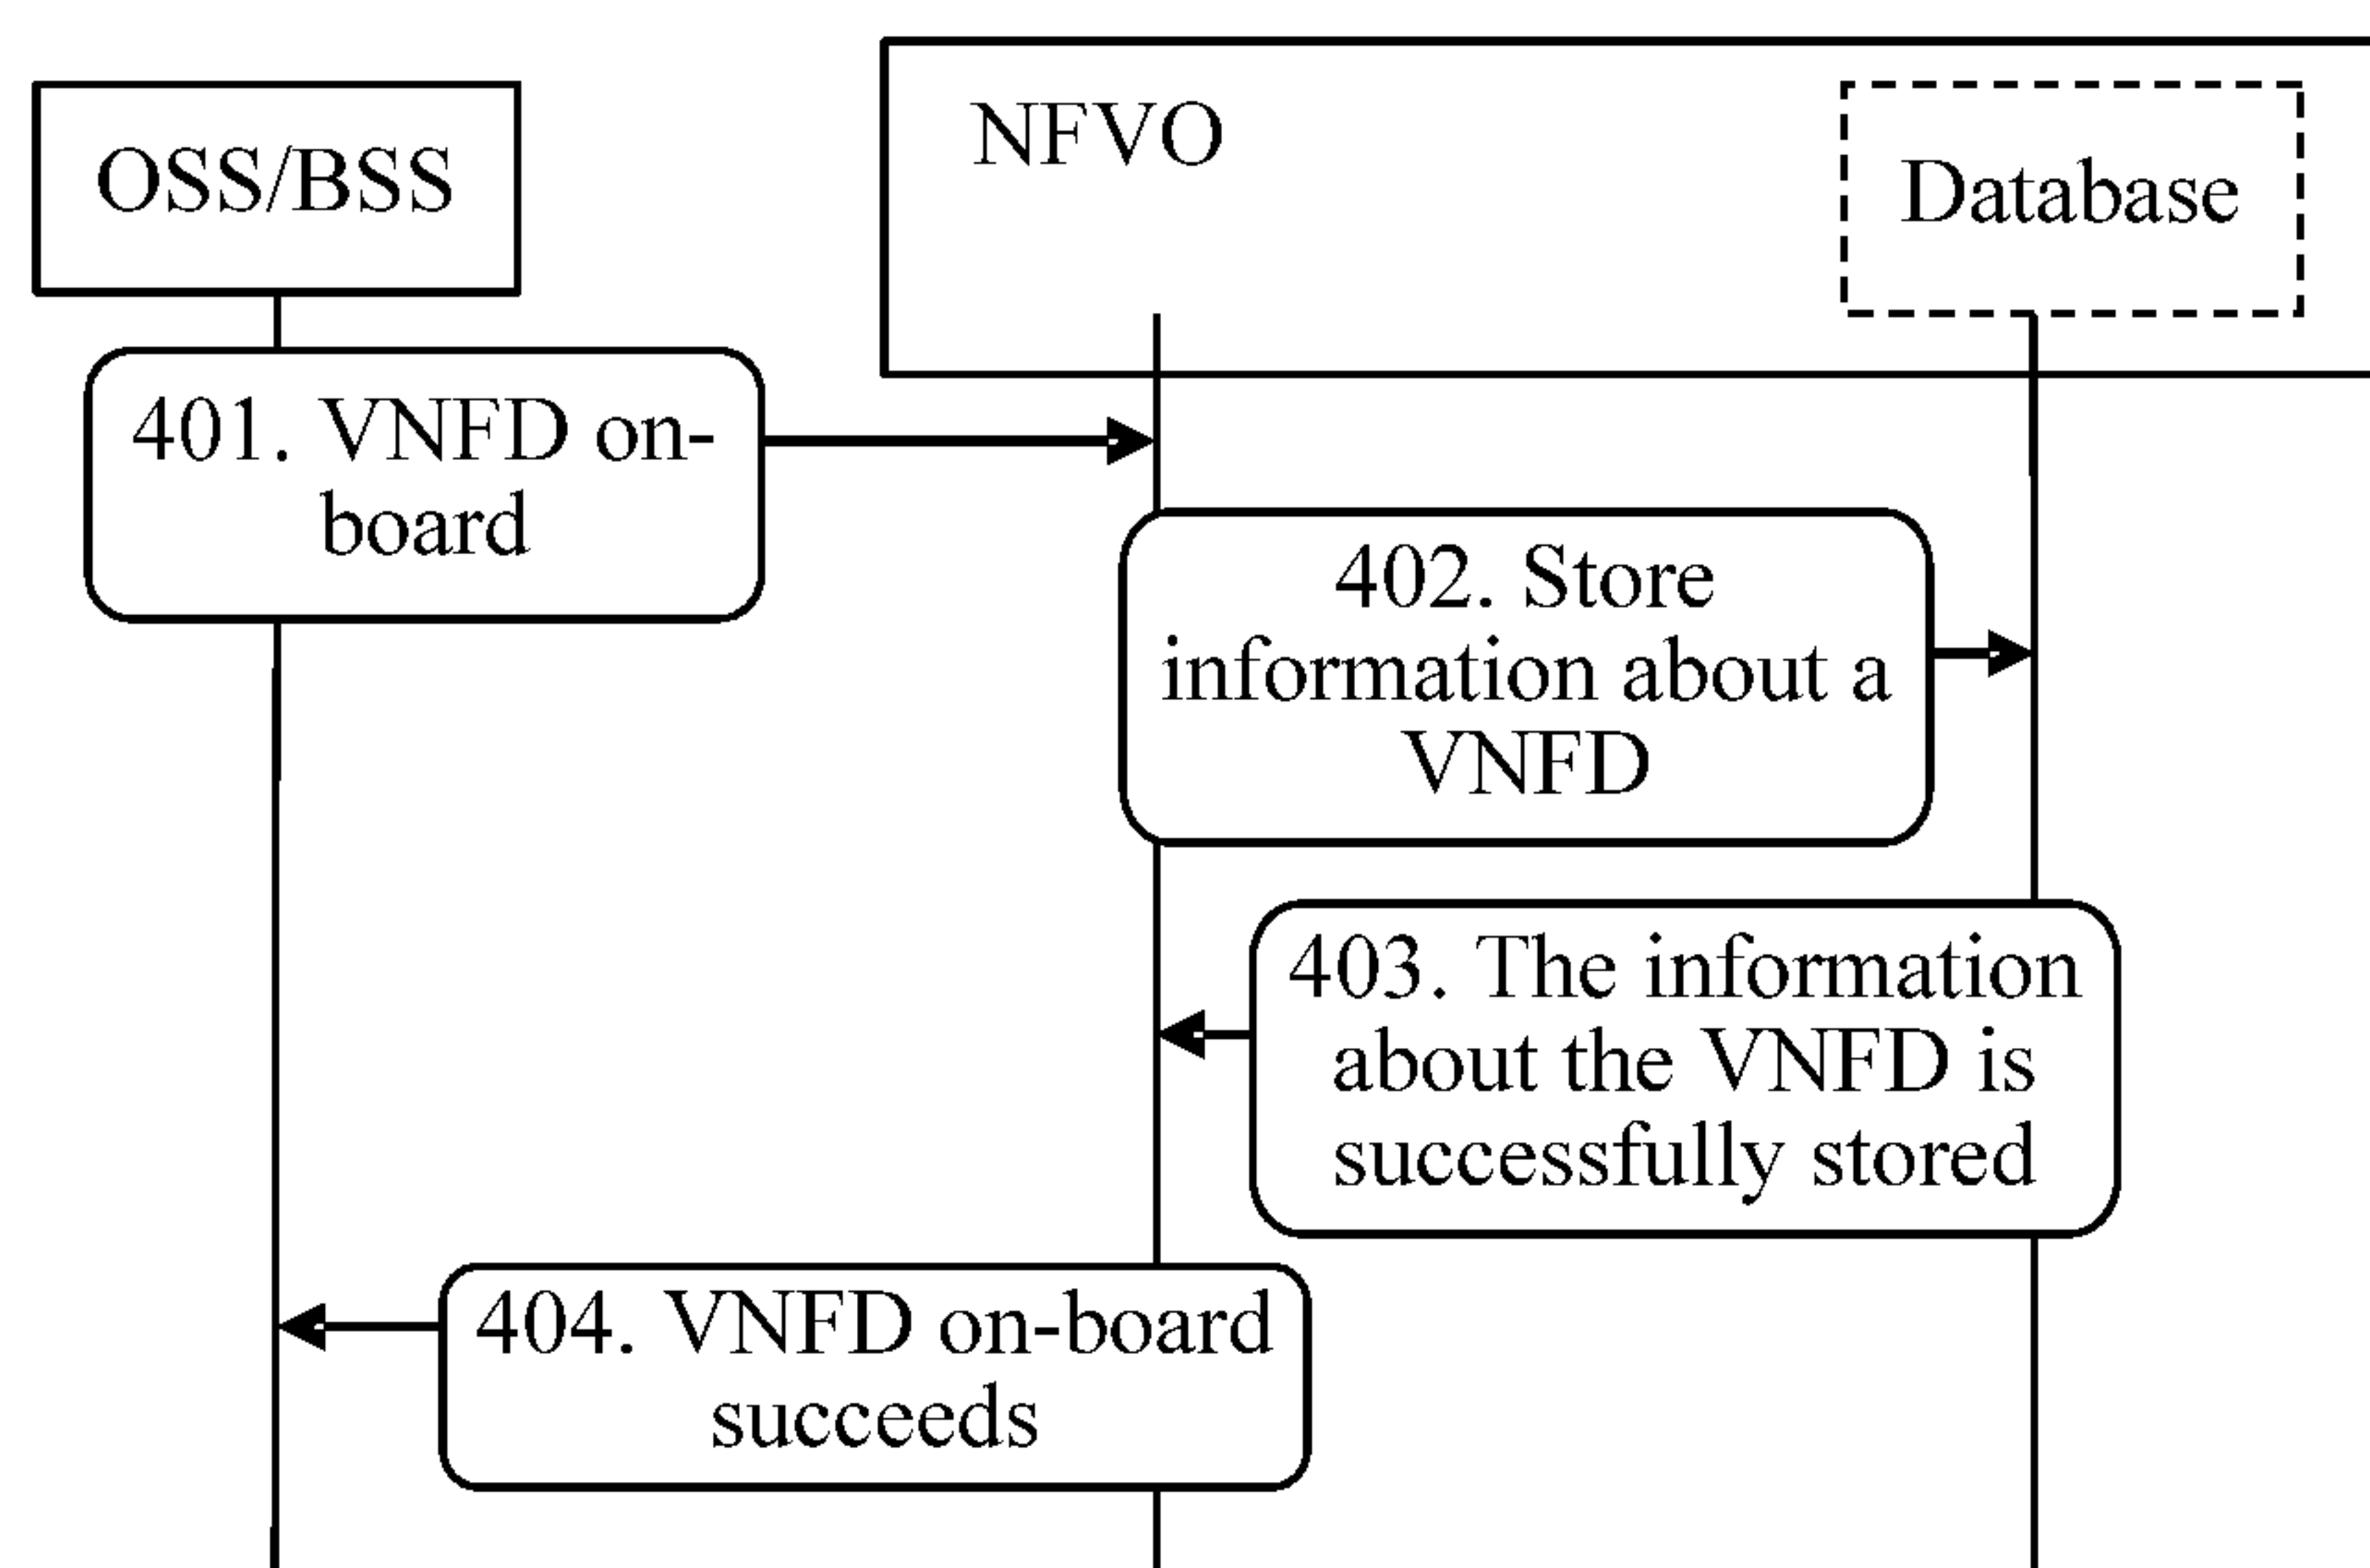 OSS/BSS
NFVO
Database
401. VNFD on-
board
402. Store
information about a
VNFD
403. The information
about the VNFD is
successfully stored
404. VNFD on-board
succeeds